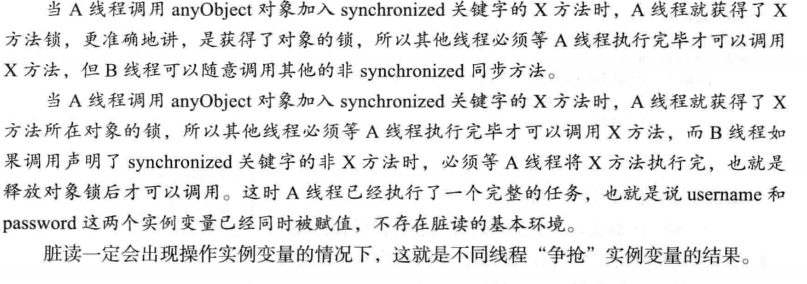 当 A 线程调用 anyObject 对象加入 synchronized 关键字的 X 方法时，A 线程就获得了 X
方法锁，更准确地讲，是获得了对象的锁，所以其他线程必须等 A 线程执行完毕才可以调用
X 方法，但 B 线程可以随意调用其他的非 synchronized 同步方法。
当 A 线程调用 anyObject 对象加入 synchronized 关键字的 X 方法时，A 线程就获得了 X
方法所在对象的锁，所以其他线程必须等 A 线程执行完毕才可以调用 X 方法，而 B 线程如
果调用声明了 synchronized 关键字的非 X 方法时，必须等 A 线程将 X 方法执行完，也就是
释放对象锁后才可以调用。这时 A 线程已经执行了一个完整的任务，也就是说 username 和
password 这两个实例变量已经同时被赋值，不存在脏读的基本环境。
脏读一定会出现操作实例变量的情况下，这就是不同线程“争抢”实例变量的结果。